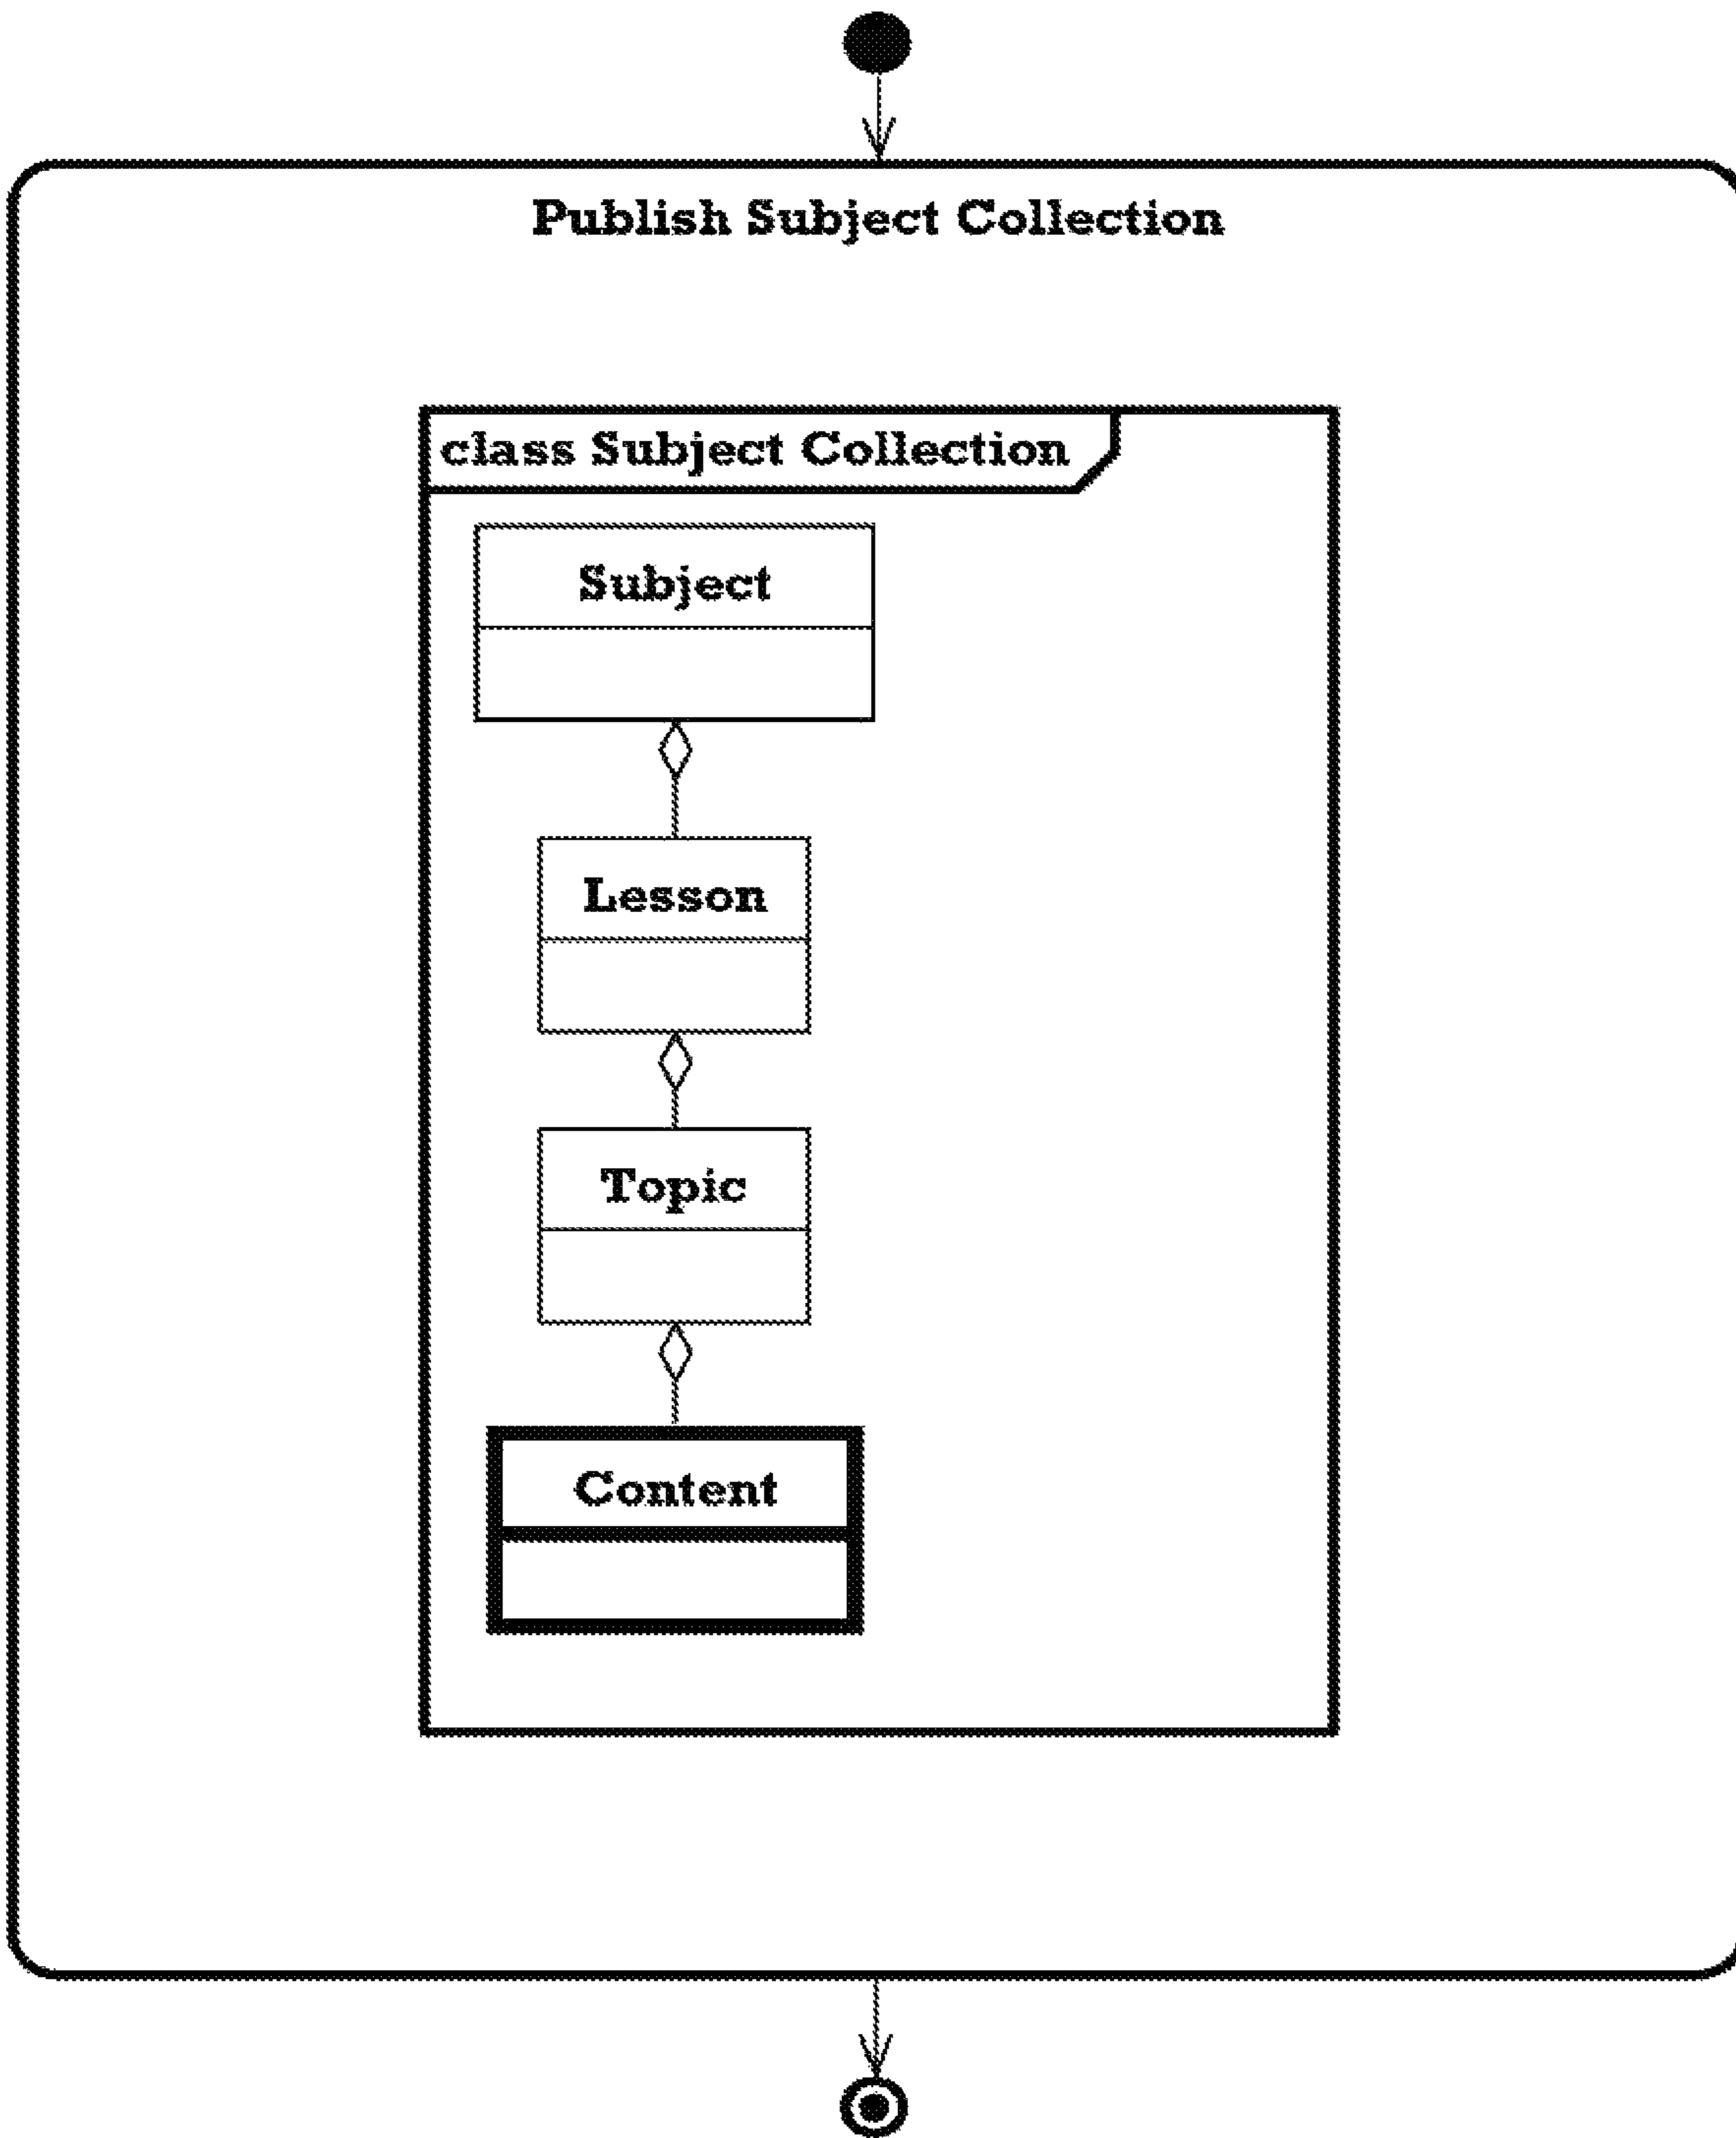 Publish Subject Collection
class Subject Collection
Subject
Lesson
Topic
Content